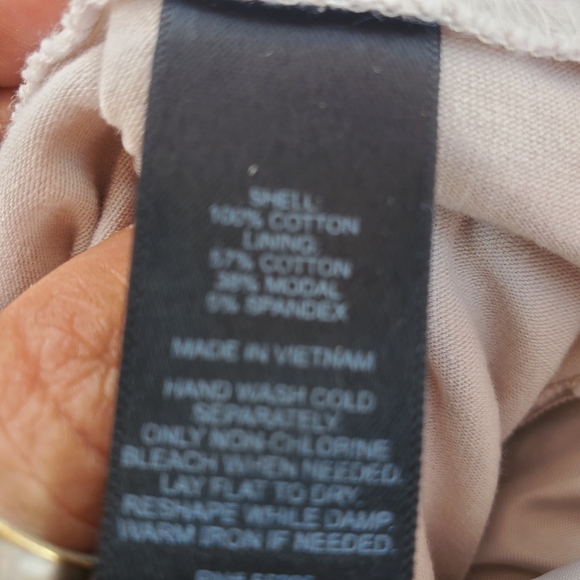 SHELL:
100% COTTON
LINING:
57% COTTON
38% MODAL
5% SPANDEX
MADE IN VIETNAM
HAND WASH COLD
SEPARATELY
ONLY NON-CHLORINE
BLEACH WHEN NEEDED.
LAY FLAT TO DRY.
RESHAPE WHILE DAMP.
WARM IRON IF NEEDED.